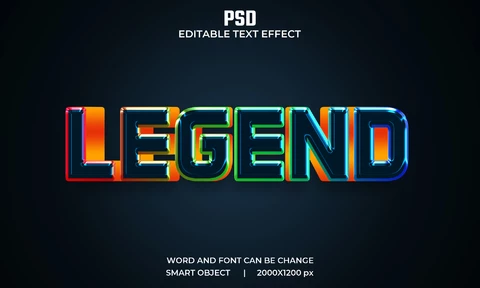 PSD
EDITABLE TEXT EFFECT
LEGEND
WORD AND FONT CAN BE CHANGE
SMART OBJECT | 2000X1200 px